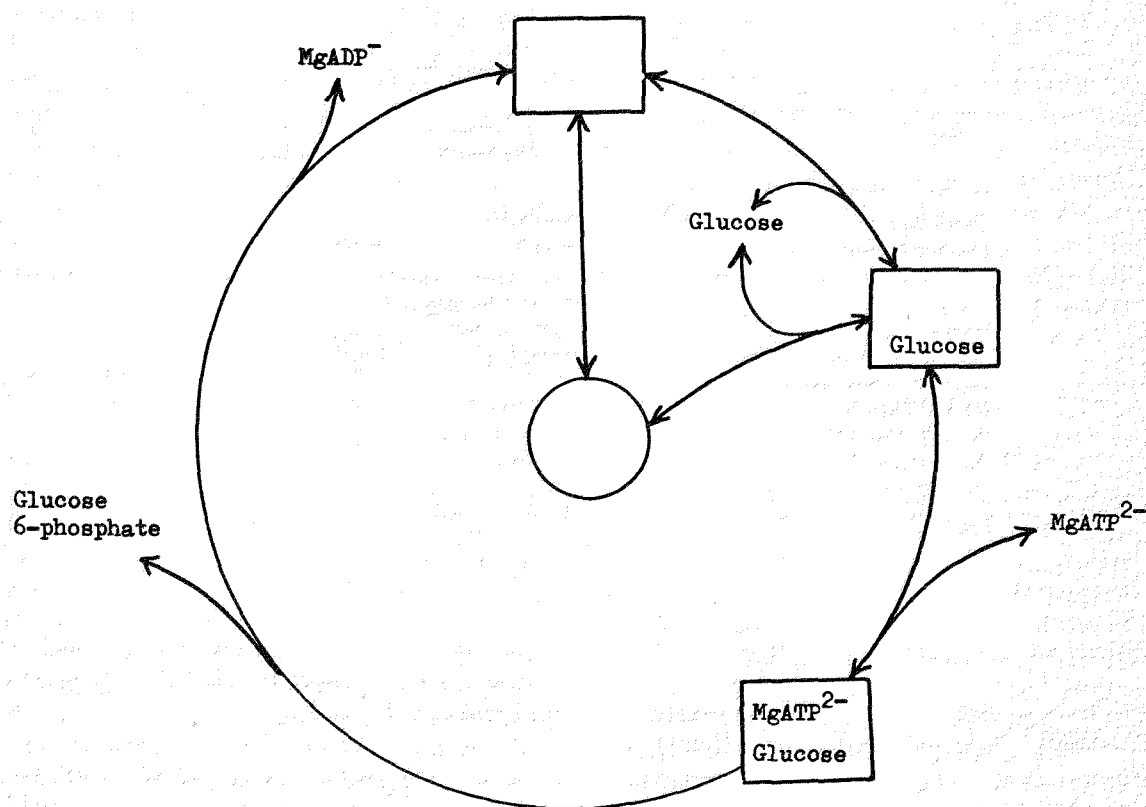 MgADP⁻
Glucose
Glucose
Glucose
6-phosphate
MgATP²⁻
MgATP²⁻
Glucose